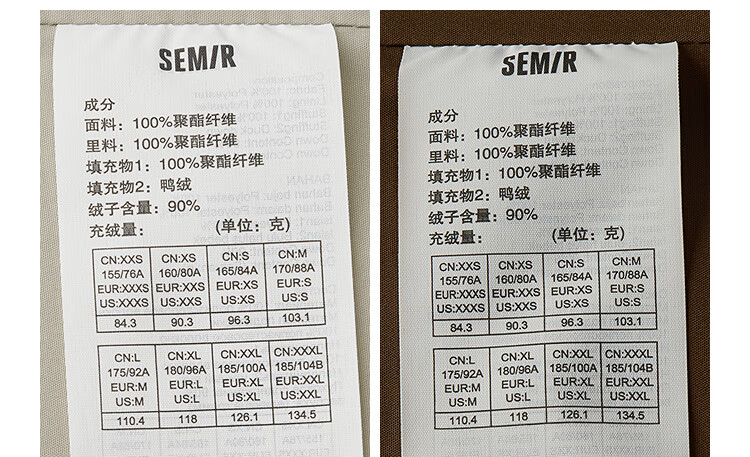 SEMIR
成分
面料：100%聚酯纤维
里料：100%聚酯纤维
填充物1：100%聚酯纤维
填充物2：鸭绒
绒子含量：90%
充绒量： (单位：克)
CN:XXS CN:XS CN:S CN:M
155/76A 160/80A 165/84A 170/88A
EUR:XXXS EUR:XXS EUR:XS EUR:S
US:XXXS US:XXS US:XS US:S
84.3 90.3 96.3 103.1
CN:L CN:XL CN:XXL CN:XXXL
175/92A 180/96A 185/100A 185/104B
EUR:M EUR:L EUR:XL EUR:XXL
US:M US:L US:XL US:XXL
110.4 118 126.1 134.5
SEMIR
成分
面料：100%聚酯纤维
里料：100%聚酯纤维
填充物1：100%聚酯纤维
填充物2：鸭绒
绒子含量：90%
充绒量： (单位：克)
CN:XXS CN:XS CN:S CN:M
155/76A 160/80A 165/84A 170/88A
EUR:XXXS EUR:XXS EUR:XS EUR:S
US:XXXS US:XXS US:XS US:S
84.3 90.3 96.3 103.1
CN:L CN:XL CN:XXL CN:XXXL
175/92A 180/96A 185/100A 185/104B
EUR:M EUR:L EUR:XL EUR:XXL
US:M US:L US:XL US:XXL
110.4 118 126.1 134.5